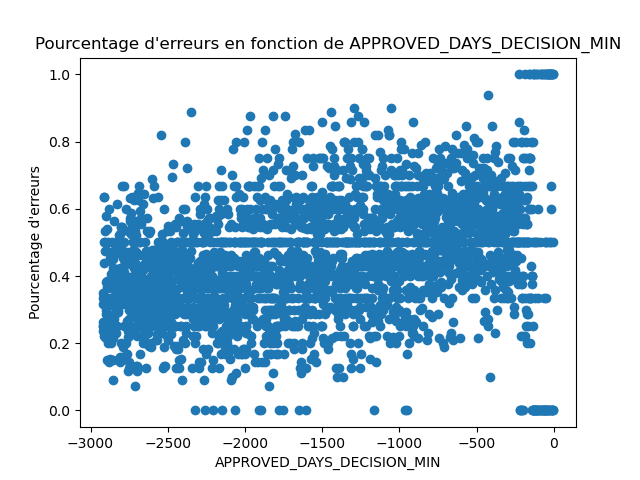 Pourcentage d'erreurs en fonction de APPROVED_DAYS_DECISION_MIN
1.0
0.8
0.6
0.4
0.2
0.0
Pourcentage d'erreurs
−3000 −2500 −2000 −1500 −1000 −500 0
APPROVED_DAYS_DECISION_MIN